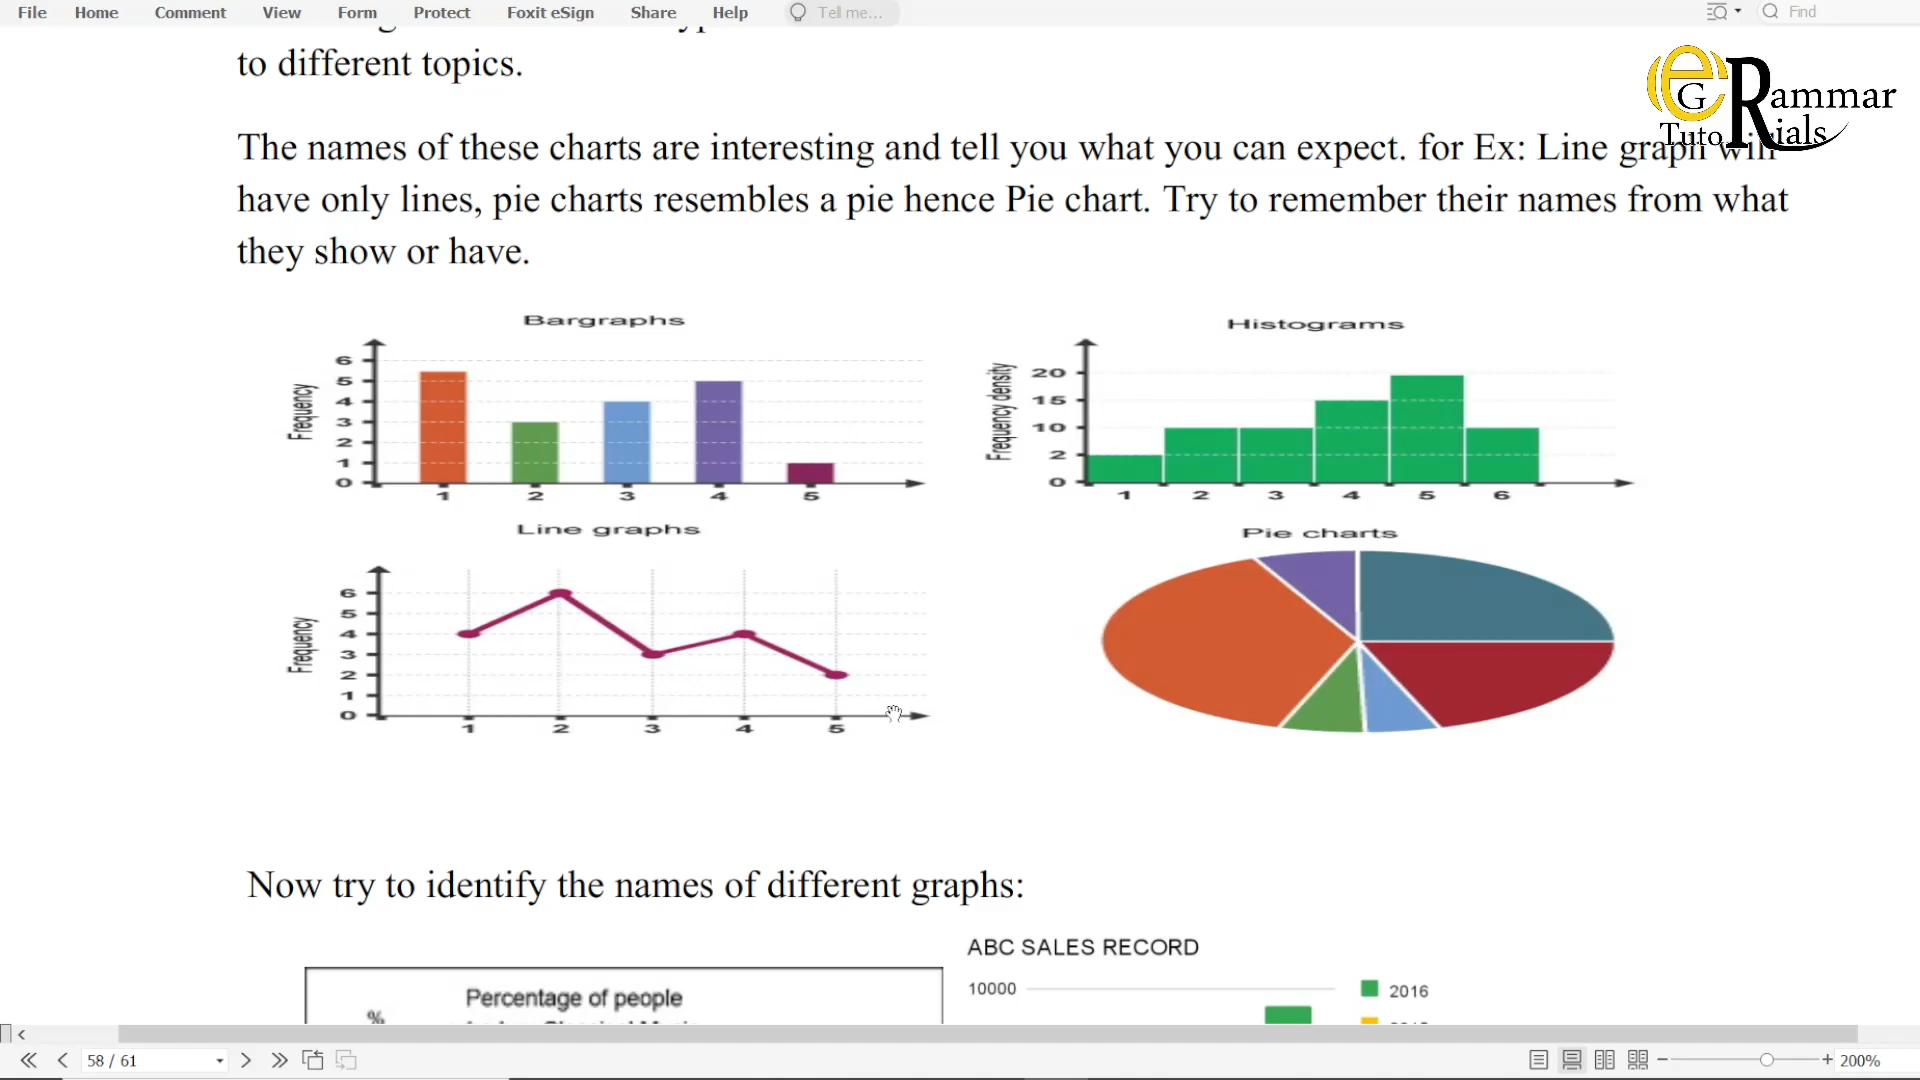 File Home Comment View Form Protect Foxit eSign Share Help Tell me... Find
to different topics.
eG Rammar
Tutorials
The names of these charts are interesting and tell you what you can expect. for Ex: Line graph will
have only lines, pie charts resembles a pie hence Pie chart. Try to remember their names from what
they show or have.
Bargraphs
Frequency
6
5
4
3
2
1
0
1 2 3 4 5
Histograms
Frequency density
20
15
10
2
0
1 2 3 4 5 6
Line graphs
Frequency
6
5
4
3
2
1
0
1 2 3 4 5
Pie charts
Now try to identify the names of different graphs:
Percentage of people
%
ABC SALES RECORD
10000
2016
58 / 61
200%